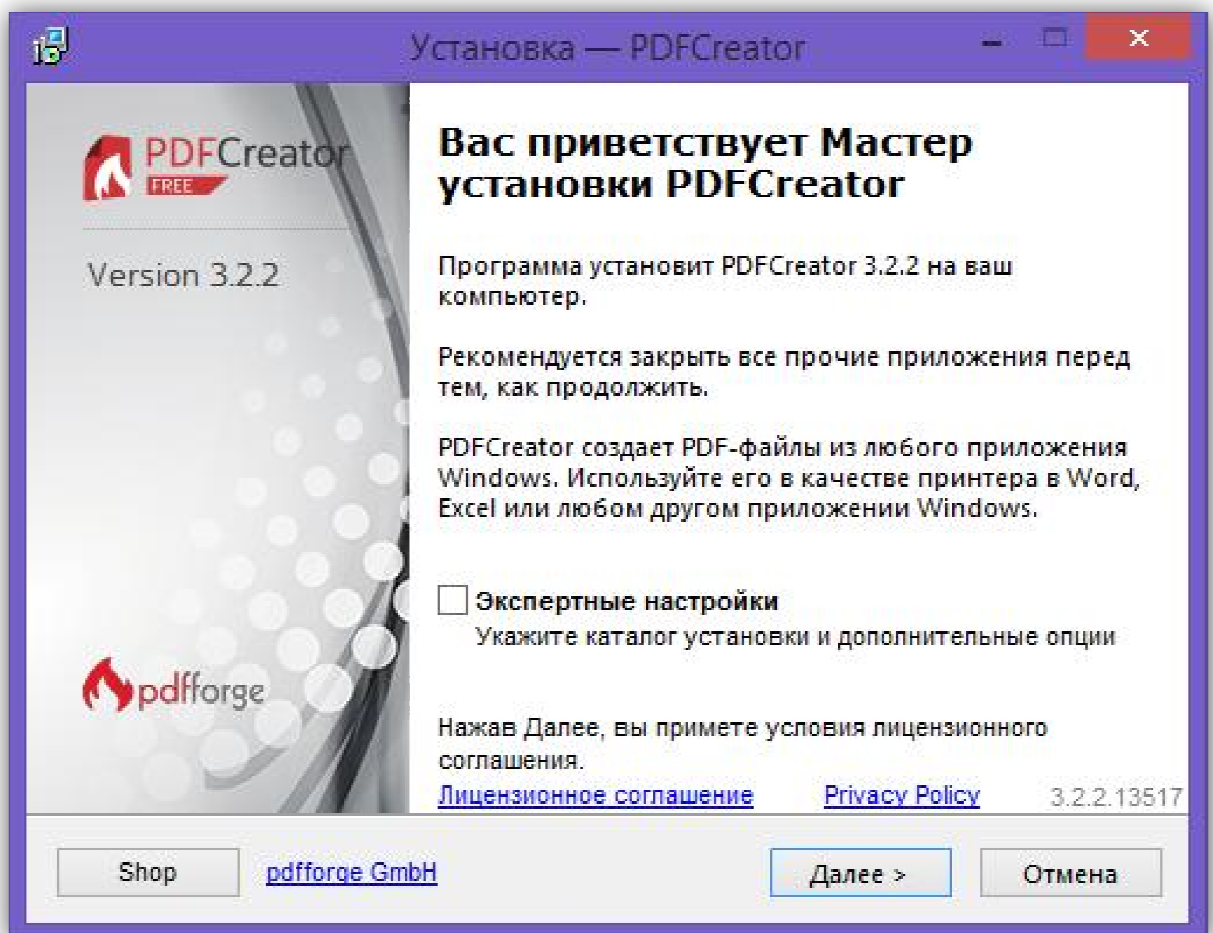 Установка — PDFCreator
PDFCreator
FREE
Version 3.2.2
pdfforge
Вас приветствует Мастер
установки PDFCreator
Программа установит PDFCreator 3.2.2 на ваш
компьютер.
Рекомендуется закрыть все прочие приложения перед
тем, как продолжить.
PDFCreator создает PDF-файлы из любого приложения
Windows. Используйте его в качестве принтера в Word,
Excel или любом другом приложении Windows.
Экспертные настройки
Укажите каталог установки и дополнительные опции
Нажав Далее, вы примете условия лицензионного
соглашения.
Лицензионное соглашение Privacy Policy 3.2.2.13517
Shop pdfforge GmbH Далее > Отмена